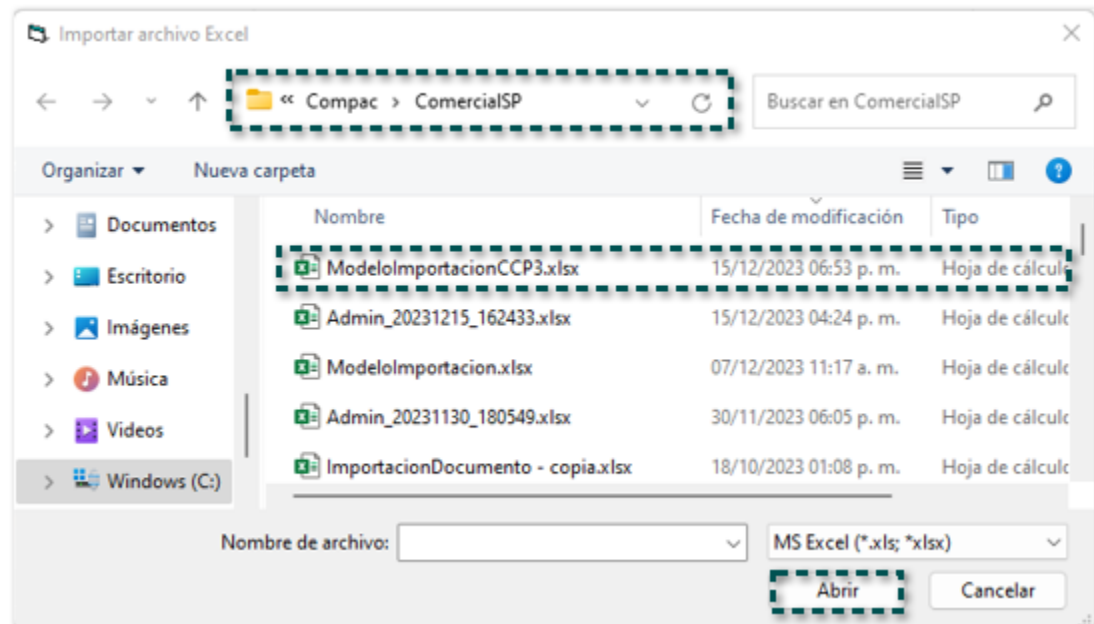 Importar archivo Excel
« Compac > ComercialSP
Buscar en ComercialSP
Organizar
Nueva carpeta
Documentos
Escritorio
Imágenes
Música
Videos
Windows (C:)
Nombre Fecha de modificación Tipo
ModeloImportacionCCP3.xlsx 15/12/2023 06:53 p. m. Hoja de cálculo
Admin_20231215_162433.xlsx 15/12/2023 04:24 p. m. Hoja de cálculo
ModeloImportacion.xlsx 07/12/2023 11:17 a. m. Hoja de cálculo
Admin_20231130_180549.xlsx 30/11/2023 06:05 p. m. Hoja de cálculo
ImportacionDocumento - copia.xlsx 18/10/2023 01:08 p. m. Hoja de cálculo
Nombre de archivo:
MS Excel (*.xls; *xlsx)
Abrir
Cancelar